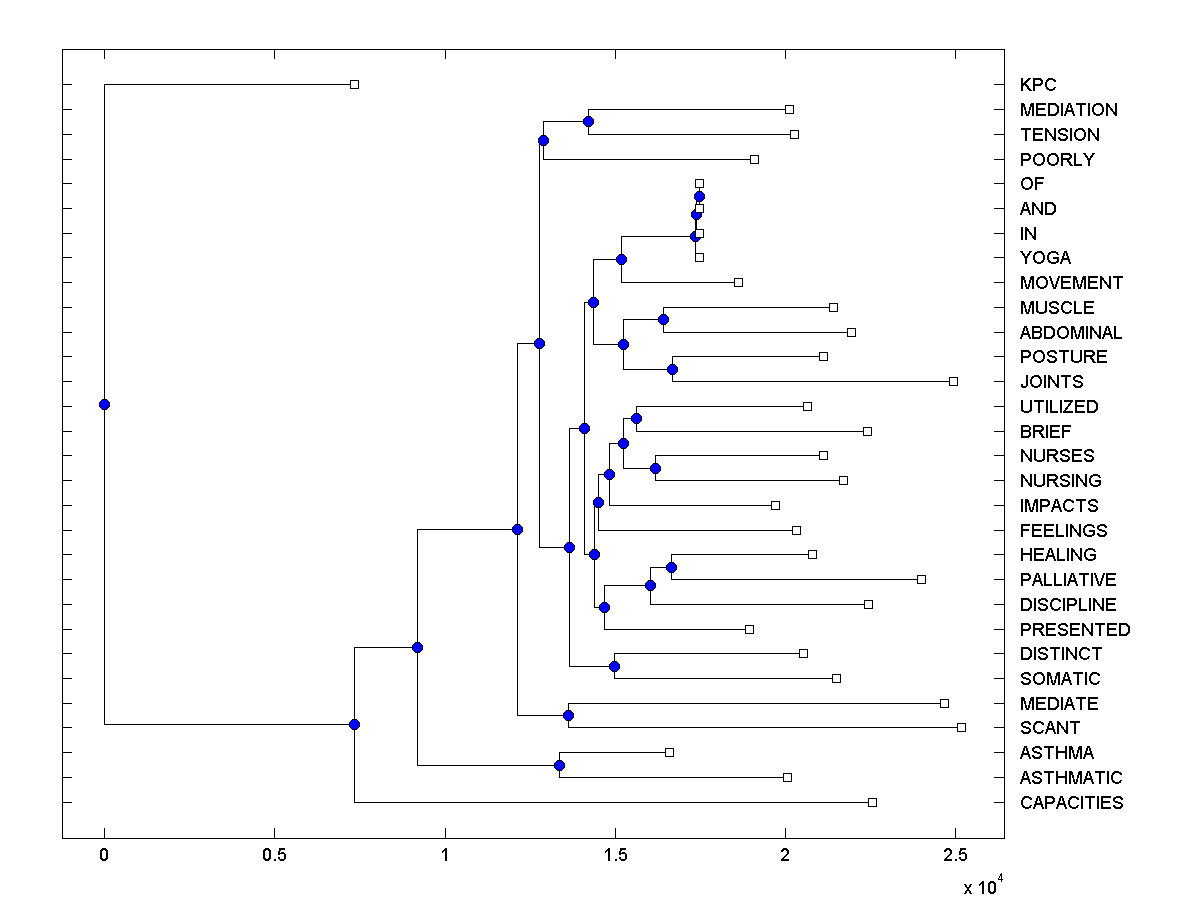 KPC
MEDIATION
TENSION
POORLY
OF
AND
IN
YOGA
MOVEMENT
MUSCLE
ABDOMINAL
POSTURE
JOINTS
UTILIZED
BRIEF
NURSES
NURSING
IMPACTS
FEELINGS
HEALING
PALLIATIVE
DISCIPLINE
PRESENTED
DISTINCT
SOMATIC
MEDIATE
SCANT
ASTHMA
ASTHMATIC
CAPACITIES
0 0.5 1 1.5 2 2.5
x 10^4